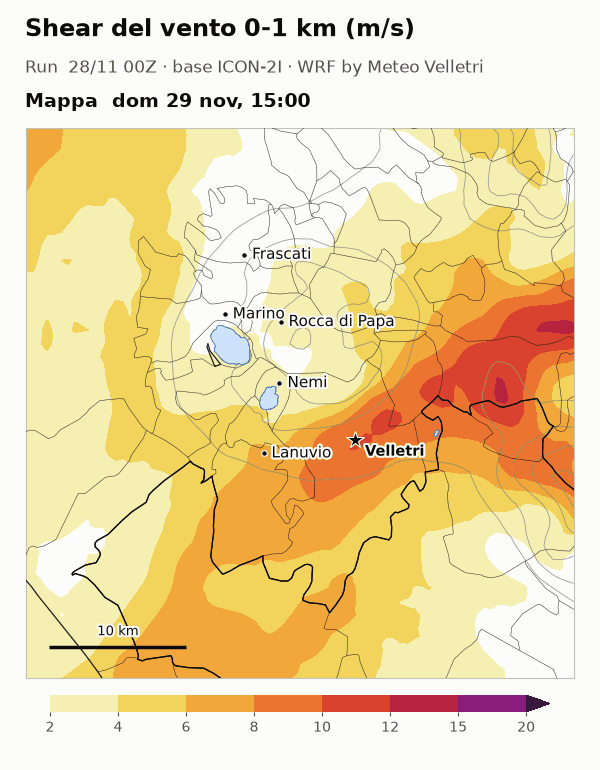 Shear del vento 0-1 km (m/s)
Run  28/11 00Z · base ICON-2I · WRF by Meteo Velletri
Mappa  dom 29 nov, 15:00
Frascati
Marino
Rocca di Papa
Nemi
Velletri
Lanuvio
10 km
2 4 6 8 10 12 15 20